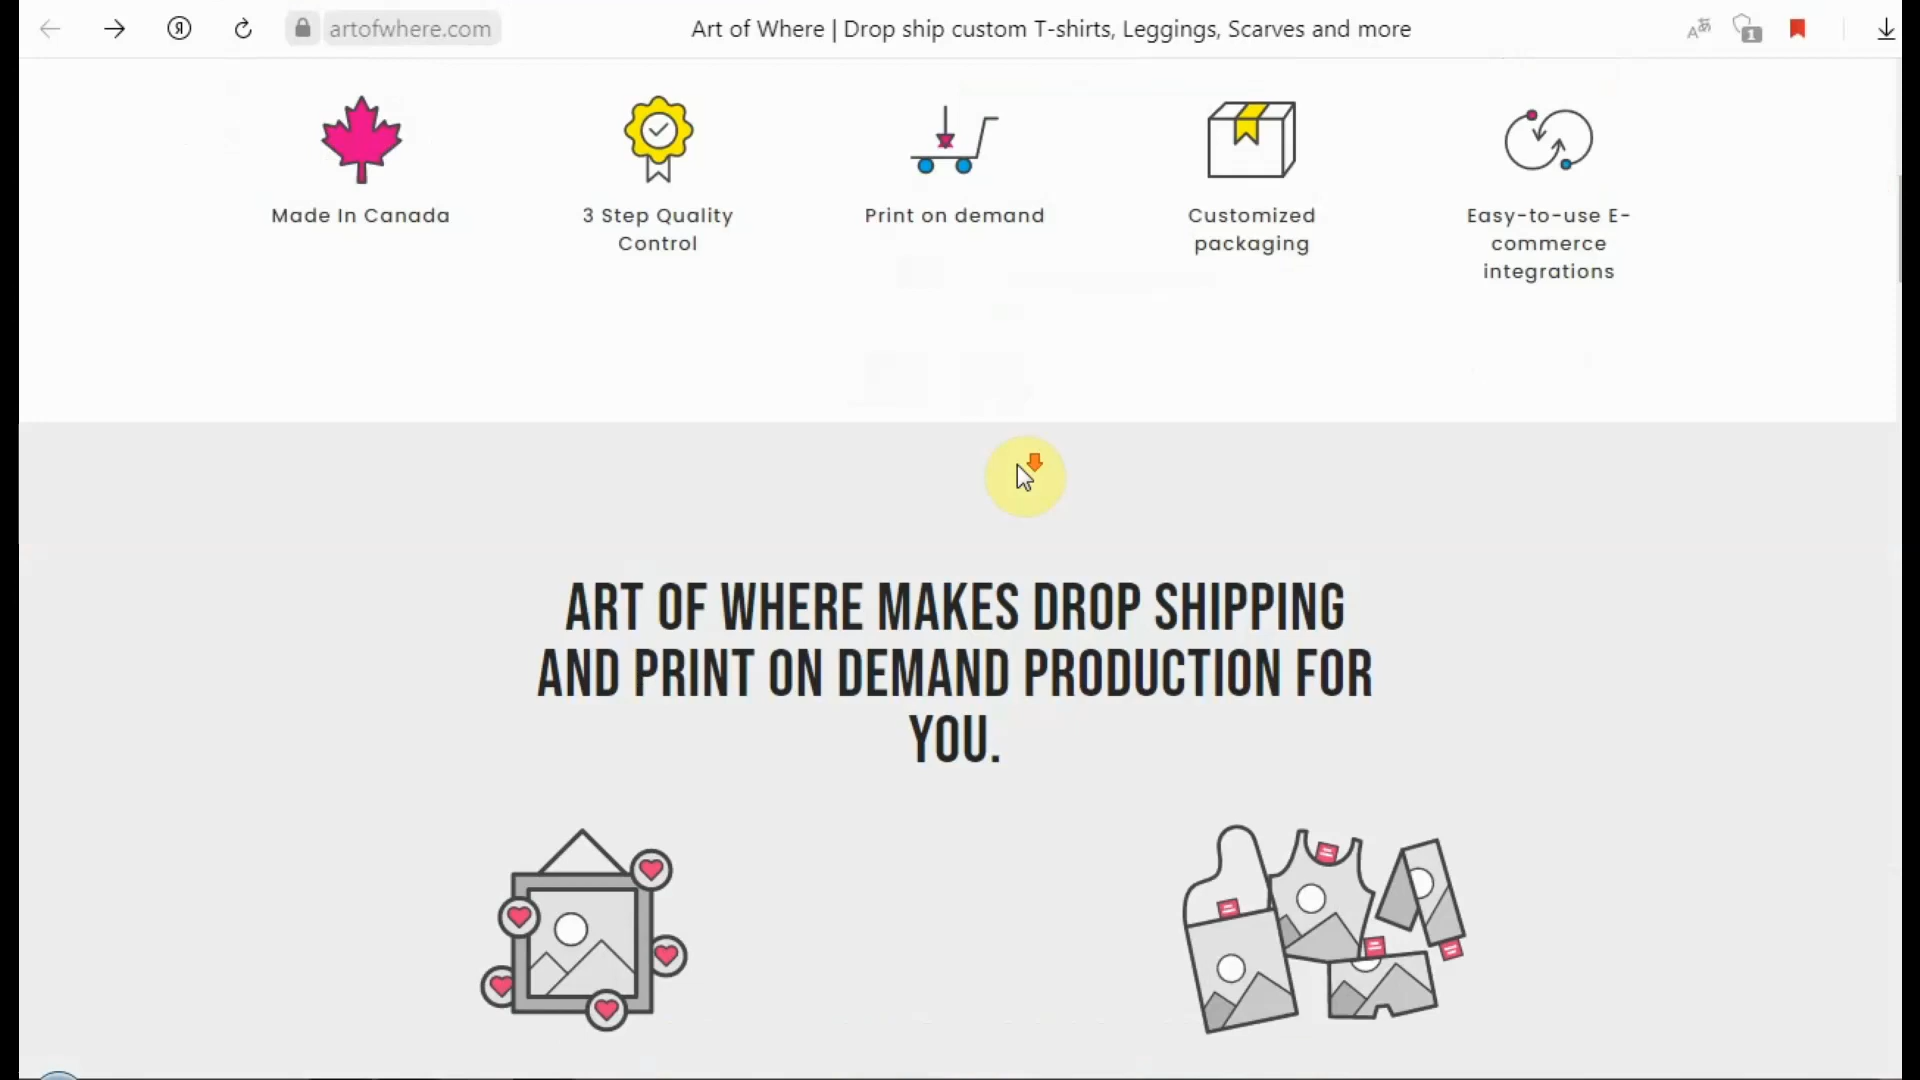 artofwhere.com
Art of Where | Drop ship custom T-shirts, Leggings, Scarves and more
1
Made In Canada
3 Step Quality
Control
Print on demand
Customized
packaging
Easy-to-use E-
commerce
integrations
ART OF WHERE MAKES DROP SHIPPING
AND PRINT ON DEMAND PRODUCTION FOR
YOU.